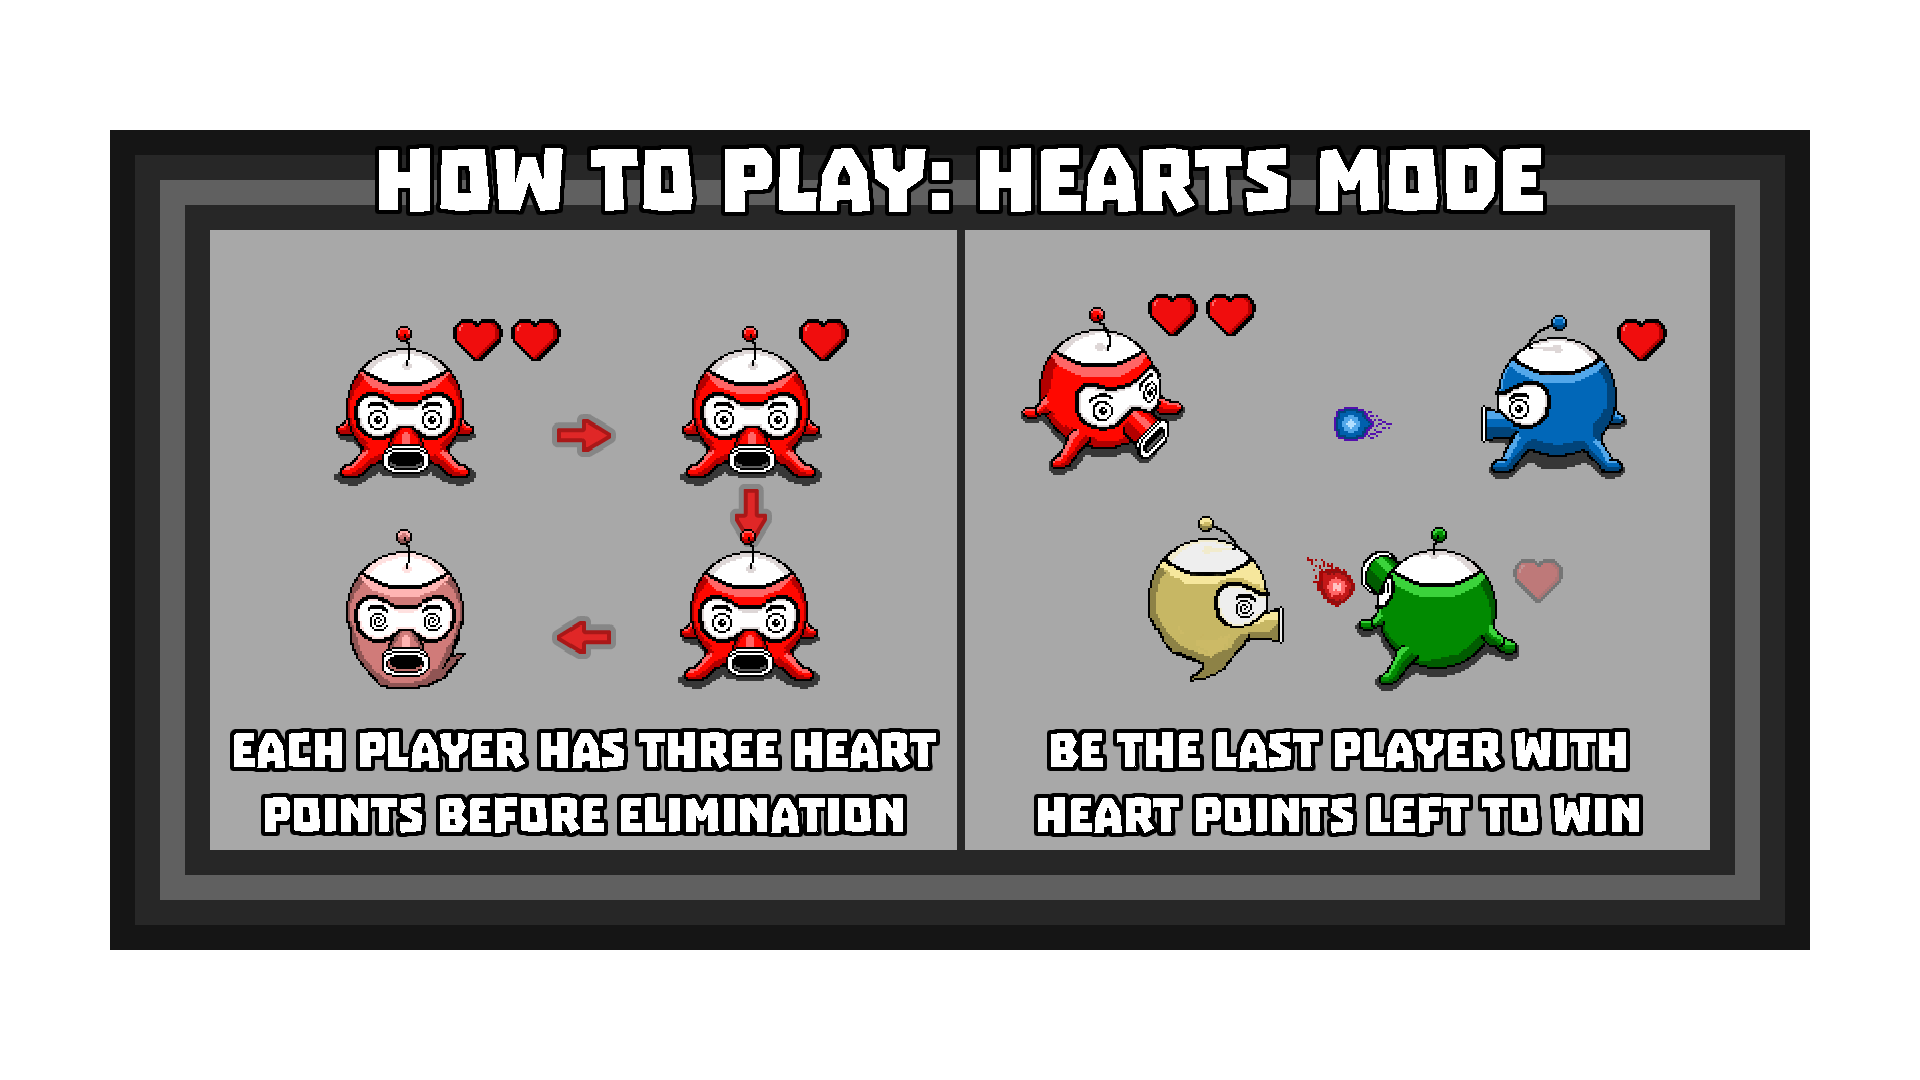 HOW TO PLAY: HEARTS MODE
EACH PLAYER HAS THREE HEART
POINTS BEFORE ELIMINATION
BE THE LAST PLAYER WITH
HEART POINTS LEFT TO WIN